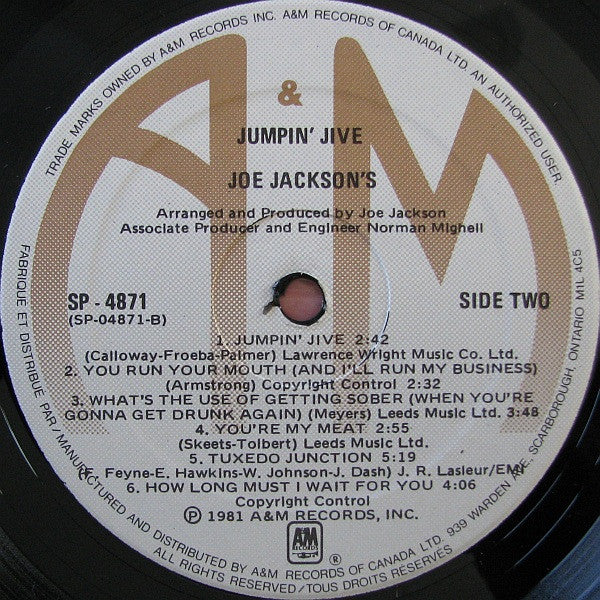 TRADE MARKS OWNED BY A&M RECORDS INC. A&M RECORDS OF CANADA LTD. AN AUTHORIZED USER.
A & M
JUMPIN' JIVE
JOE JACKSON'S
Arranged and Produced by Joe Jackson
Associate Producer and Engineer Norman Mighell
SP - 4871
(SP-04871-B)
SIDE TWO
1. JUMPIN' JIVE 2:42
(Calloway-Froeba-Palmer) Lawrence Wright Music Co. Ltd.
2. YOU RUN YOUR MOUTH (AND I'LL RUN MY BUSINESS)
(Armstrong) Copyright Control 2:32
3. WHAT'S THE USE OF GETTING SOBER (WHEN YOU'RE
GONNA GET DRUNK AGAIN) (Meyers) Leeds Music Ltd. 3:48
4. YOU'RE MY MEAT 2:55
(Skeets-Tolbert) Leeds Music Ltd.
5. TUXEDO JUNCTION 5:19
(F. Feyne-E. Hawkins-W. Johnson-J. Dash) J. R. Lasleur/EMI
6. HOW LONG MUST I WAIT FOR YOU 4:06
Copyright Control
℗ 1981 A&M RECORDS, INC.
A&M
RECORDS
®
FABRIQUE ET DISTRIBUE PAR / MANUFACTURED AND DISTRIBUTED BY A&M RECORDS OF CANADA LTD. 939 WARDEN AVE. SCARBOROUGH, ONTARIO M1L 4C5
ALL RIGHTS RESERVED/TOUS DROITS RESERVES